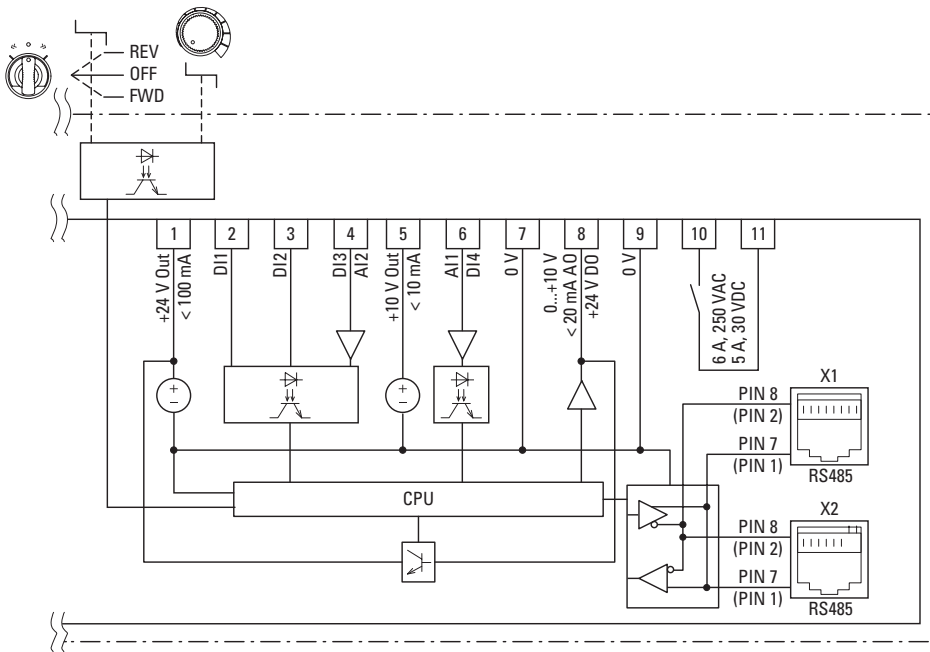 REV
OFF
FWD
1
2
3
4
5
6
7
8
9
10
11
+24 V Out
< 100 mA
DI1
DI2
DI3
AI2
+10 V Out
< 10 mA
AI1
DI4
0 V
0...+10 V
< 20 mA AO
+24 V DO
0 V
6 A, 250 VAC
5 A, 30 VDC
X1
PIN 8
(PIN 2)
PIN 7
(PIN 1)
RS485
CPU
X2
PIN 8
(PIN 2)
PIN 7
(PIN 1)
RS485